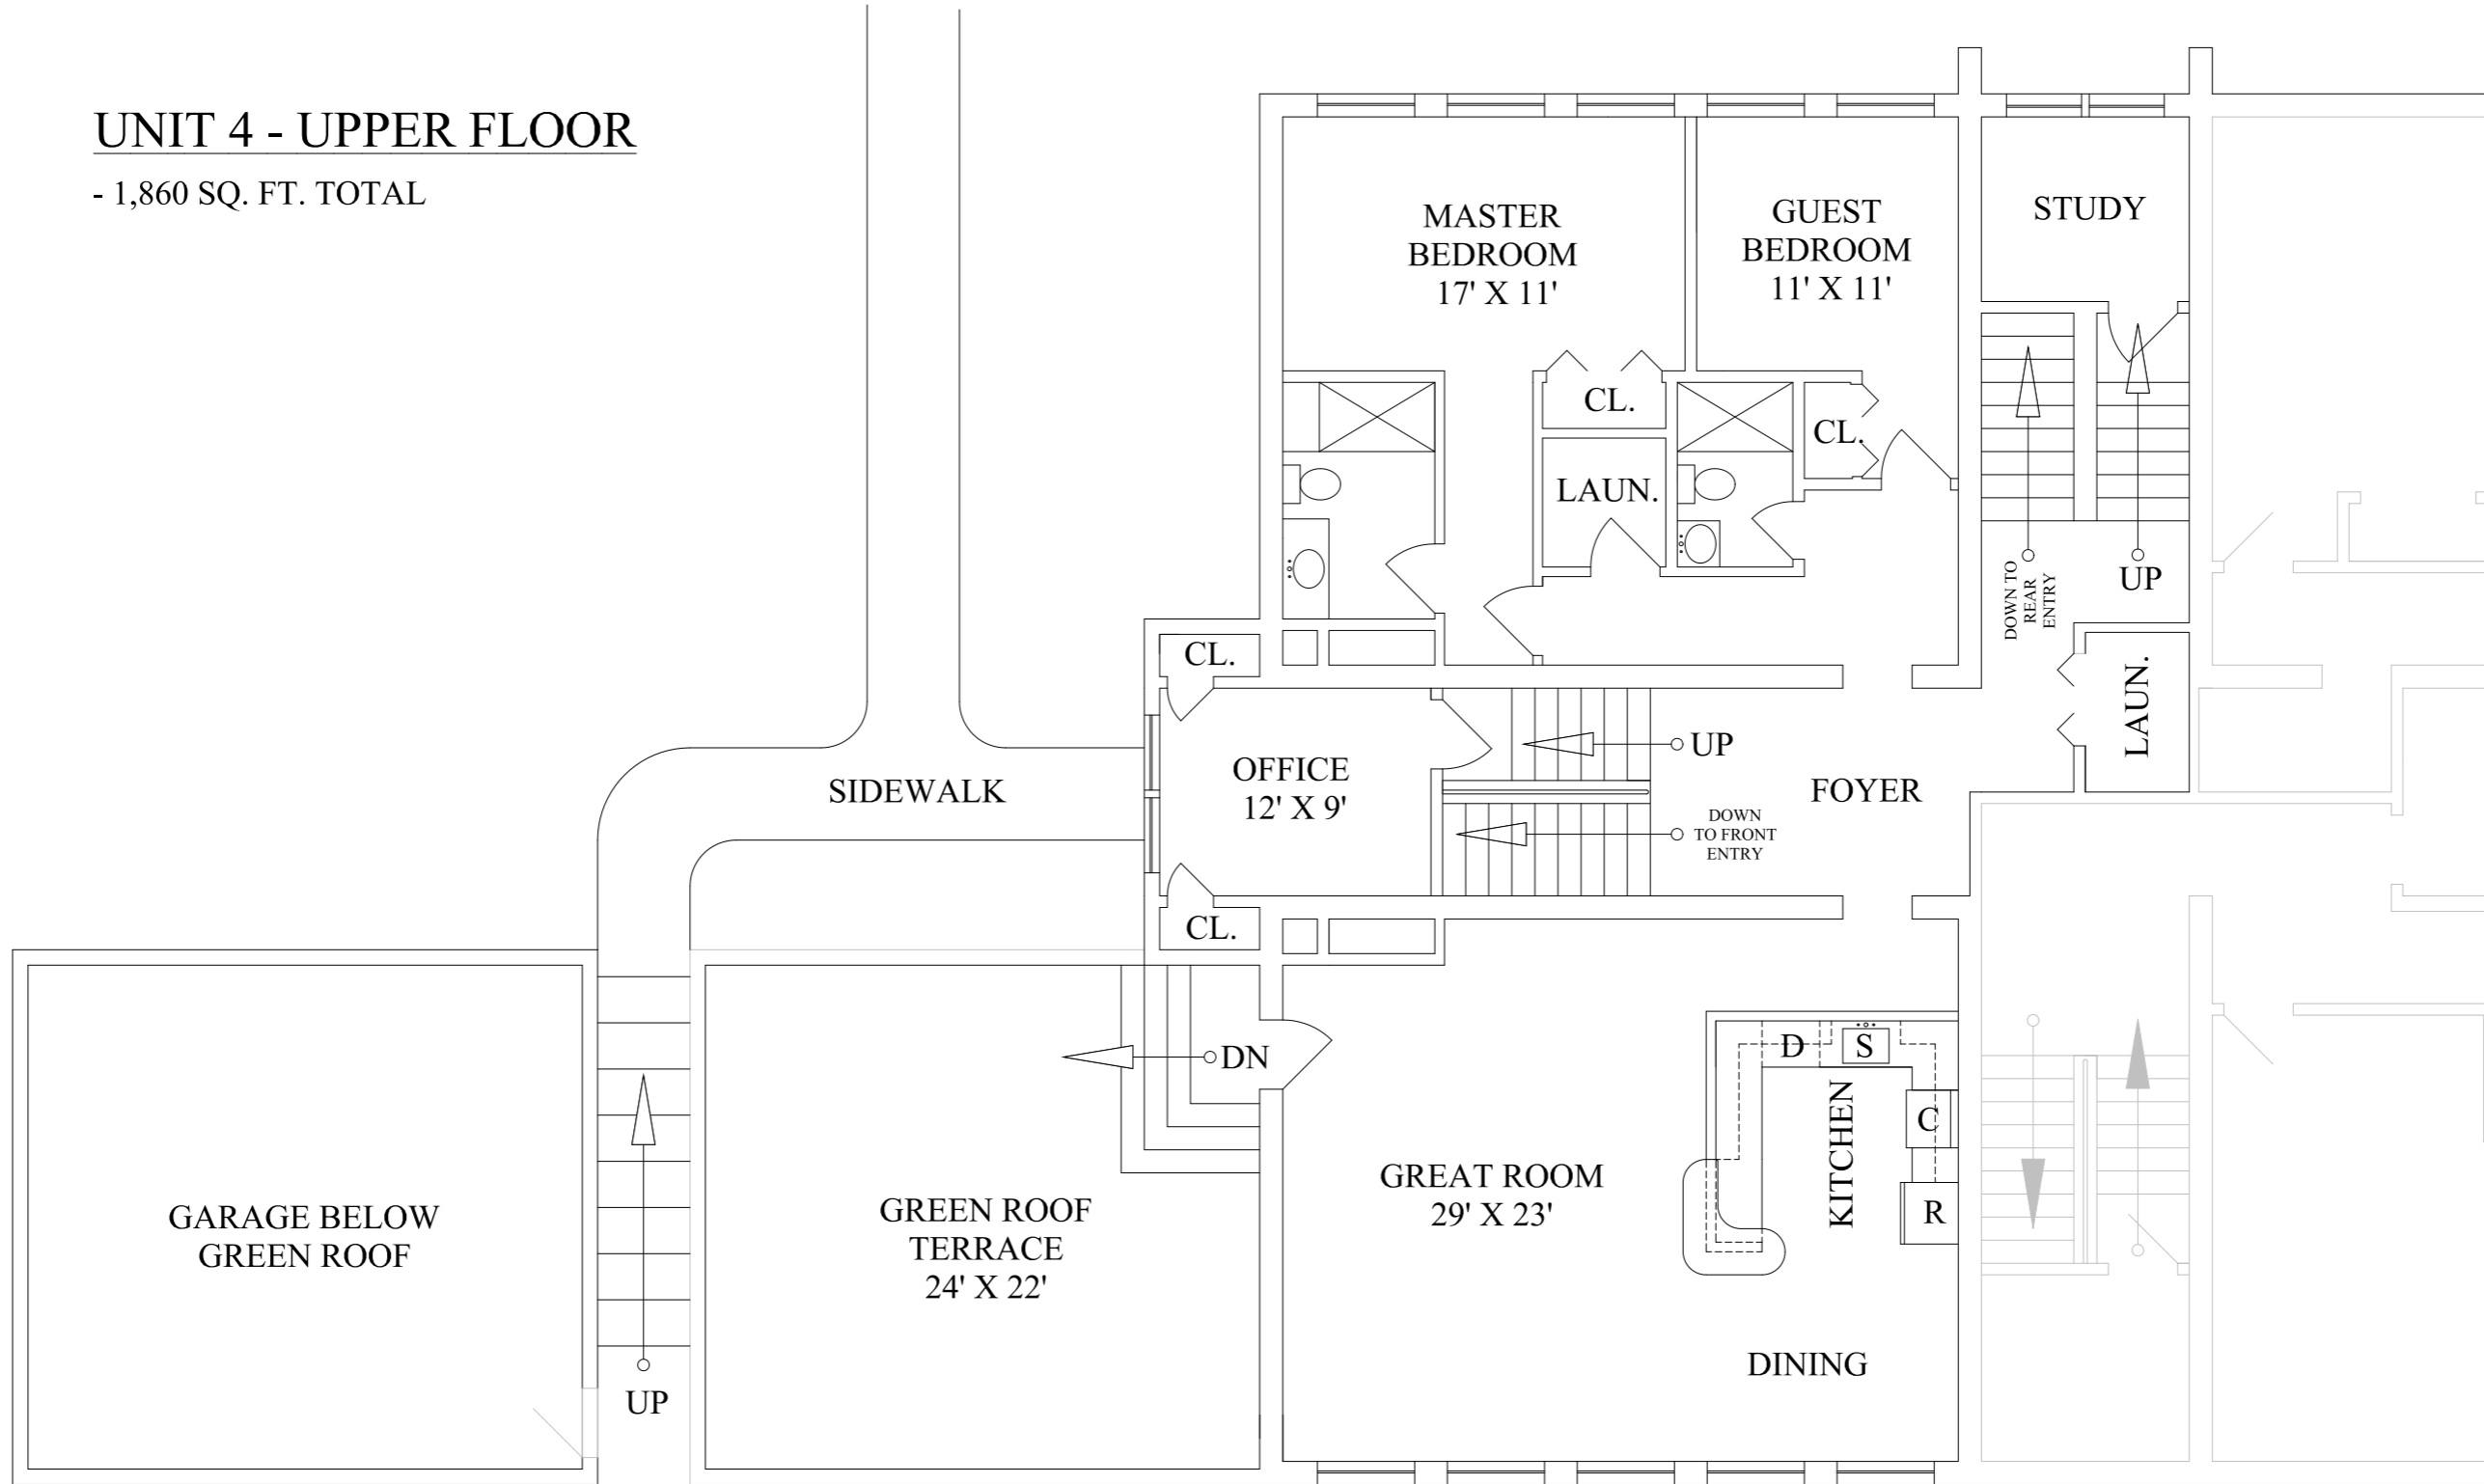 UNIT 4 - UPPER FLOOR
- 1,860 SQ. FT. TOTAL
MASTER
BEDROOM
17' X 11'
GUEST
BEDROOM
11' X 11'
STUDY
CL.
CL.
LAUN.
DOWN TO
REAR
ENTRY
UP
CL.
LAUN.
OFFICE
12' X 9'
UP
SIDEWALK
FOYER
DOWN
TO FRONT
ENTRY
CL.
DN
D
S
C
KITCHEN
R
GREAT ROOM
29' X 23'
GARAGE BELOW
GREEN ROOF
GREEN ROOF
TERRACE
24' X 22'
DINING
UP